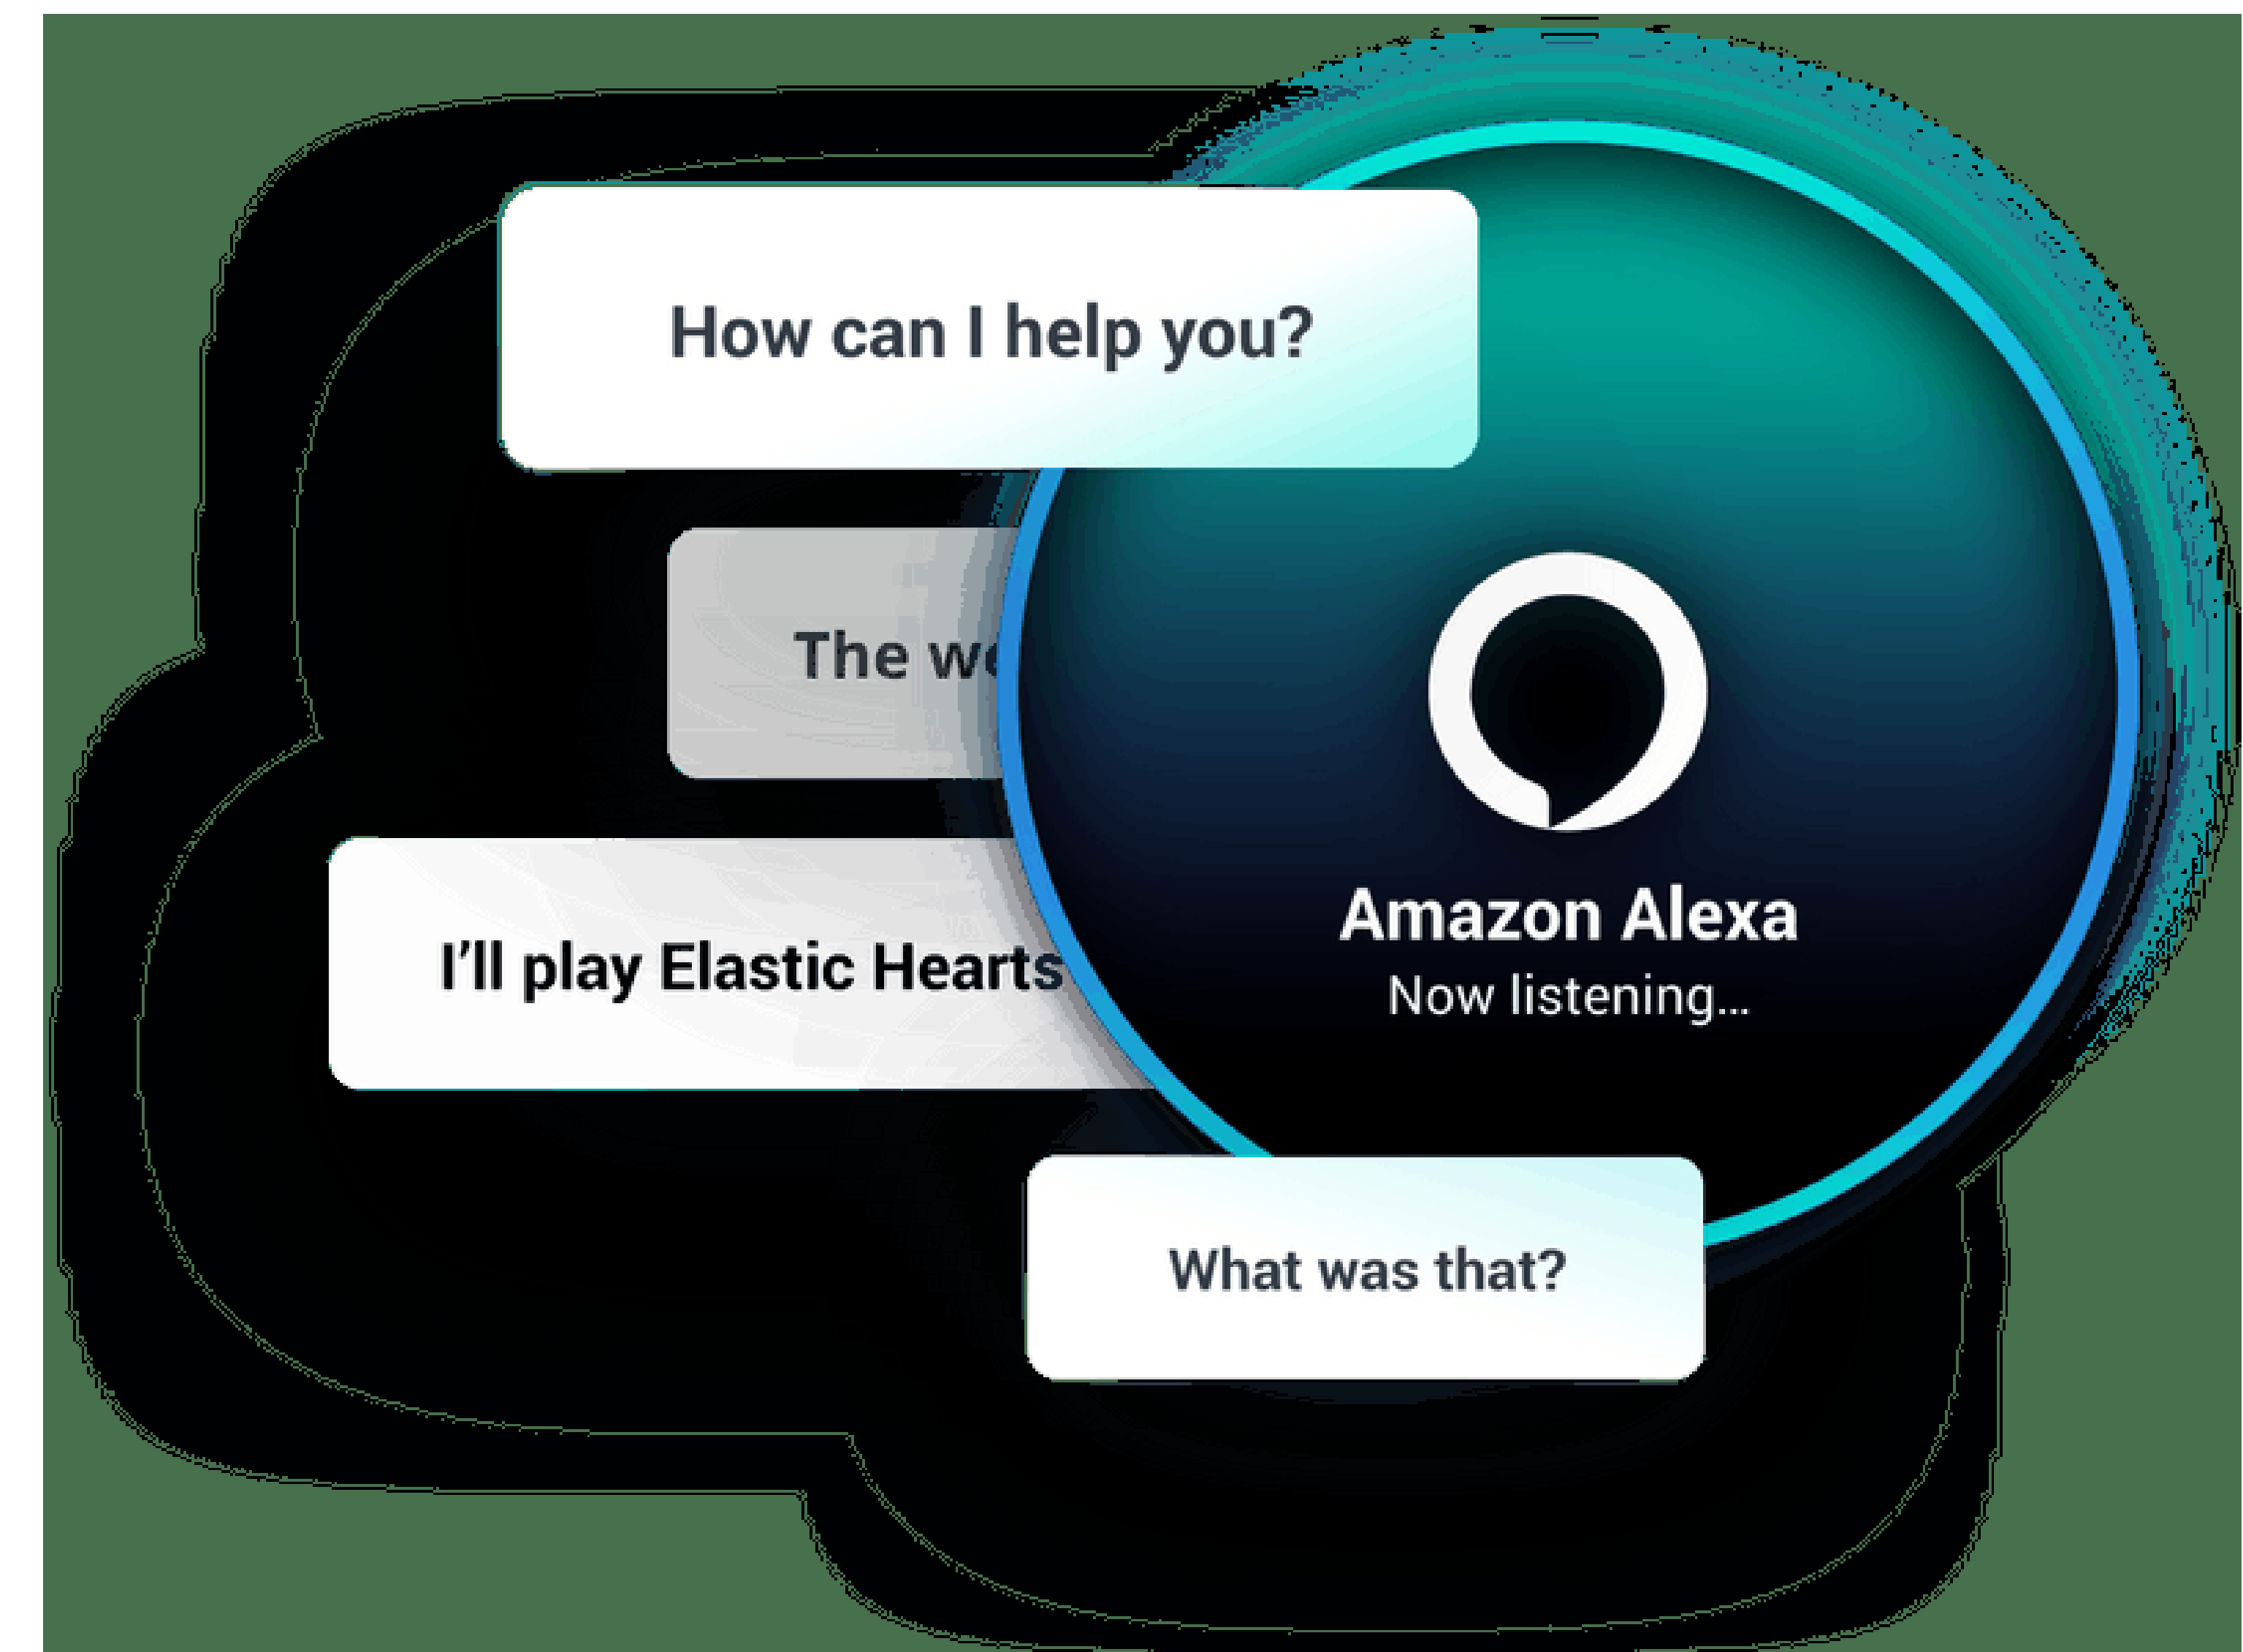 How can I help you?
The
I’ll play Elastic Hearts
Amazon Alexa
Now listening...
What was that?